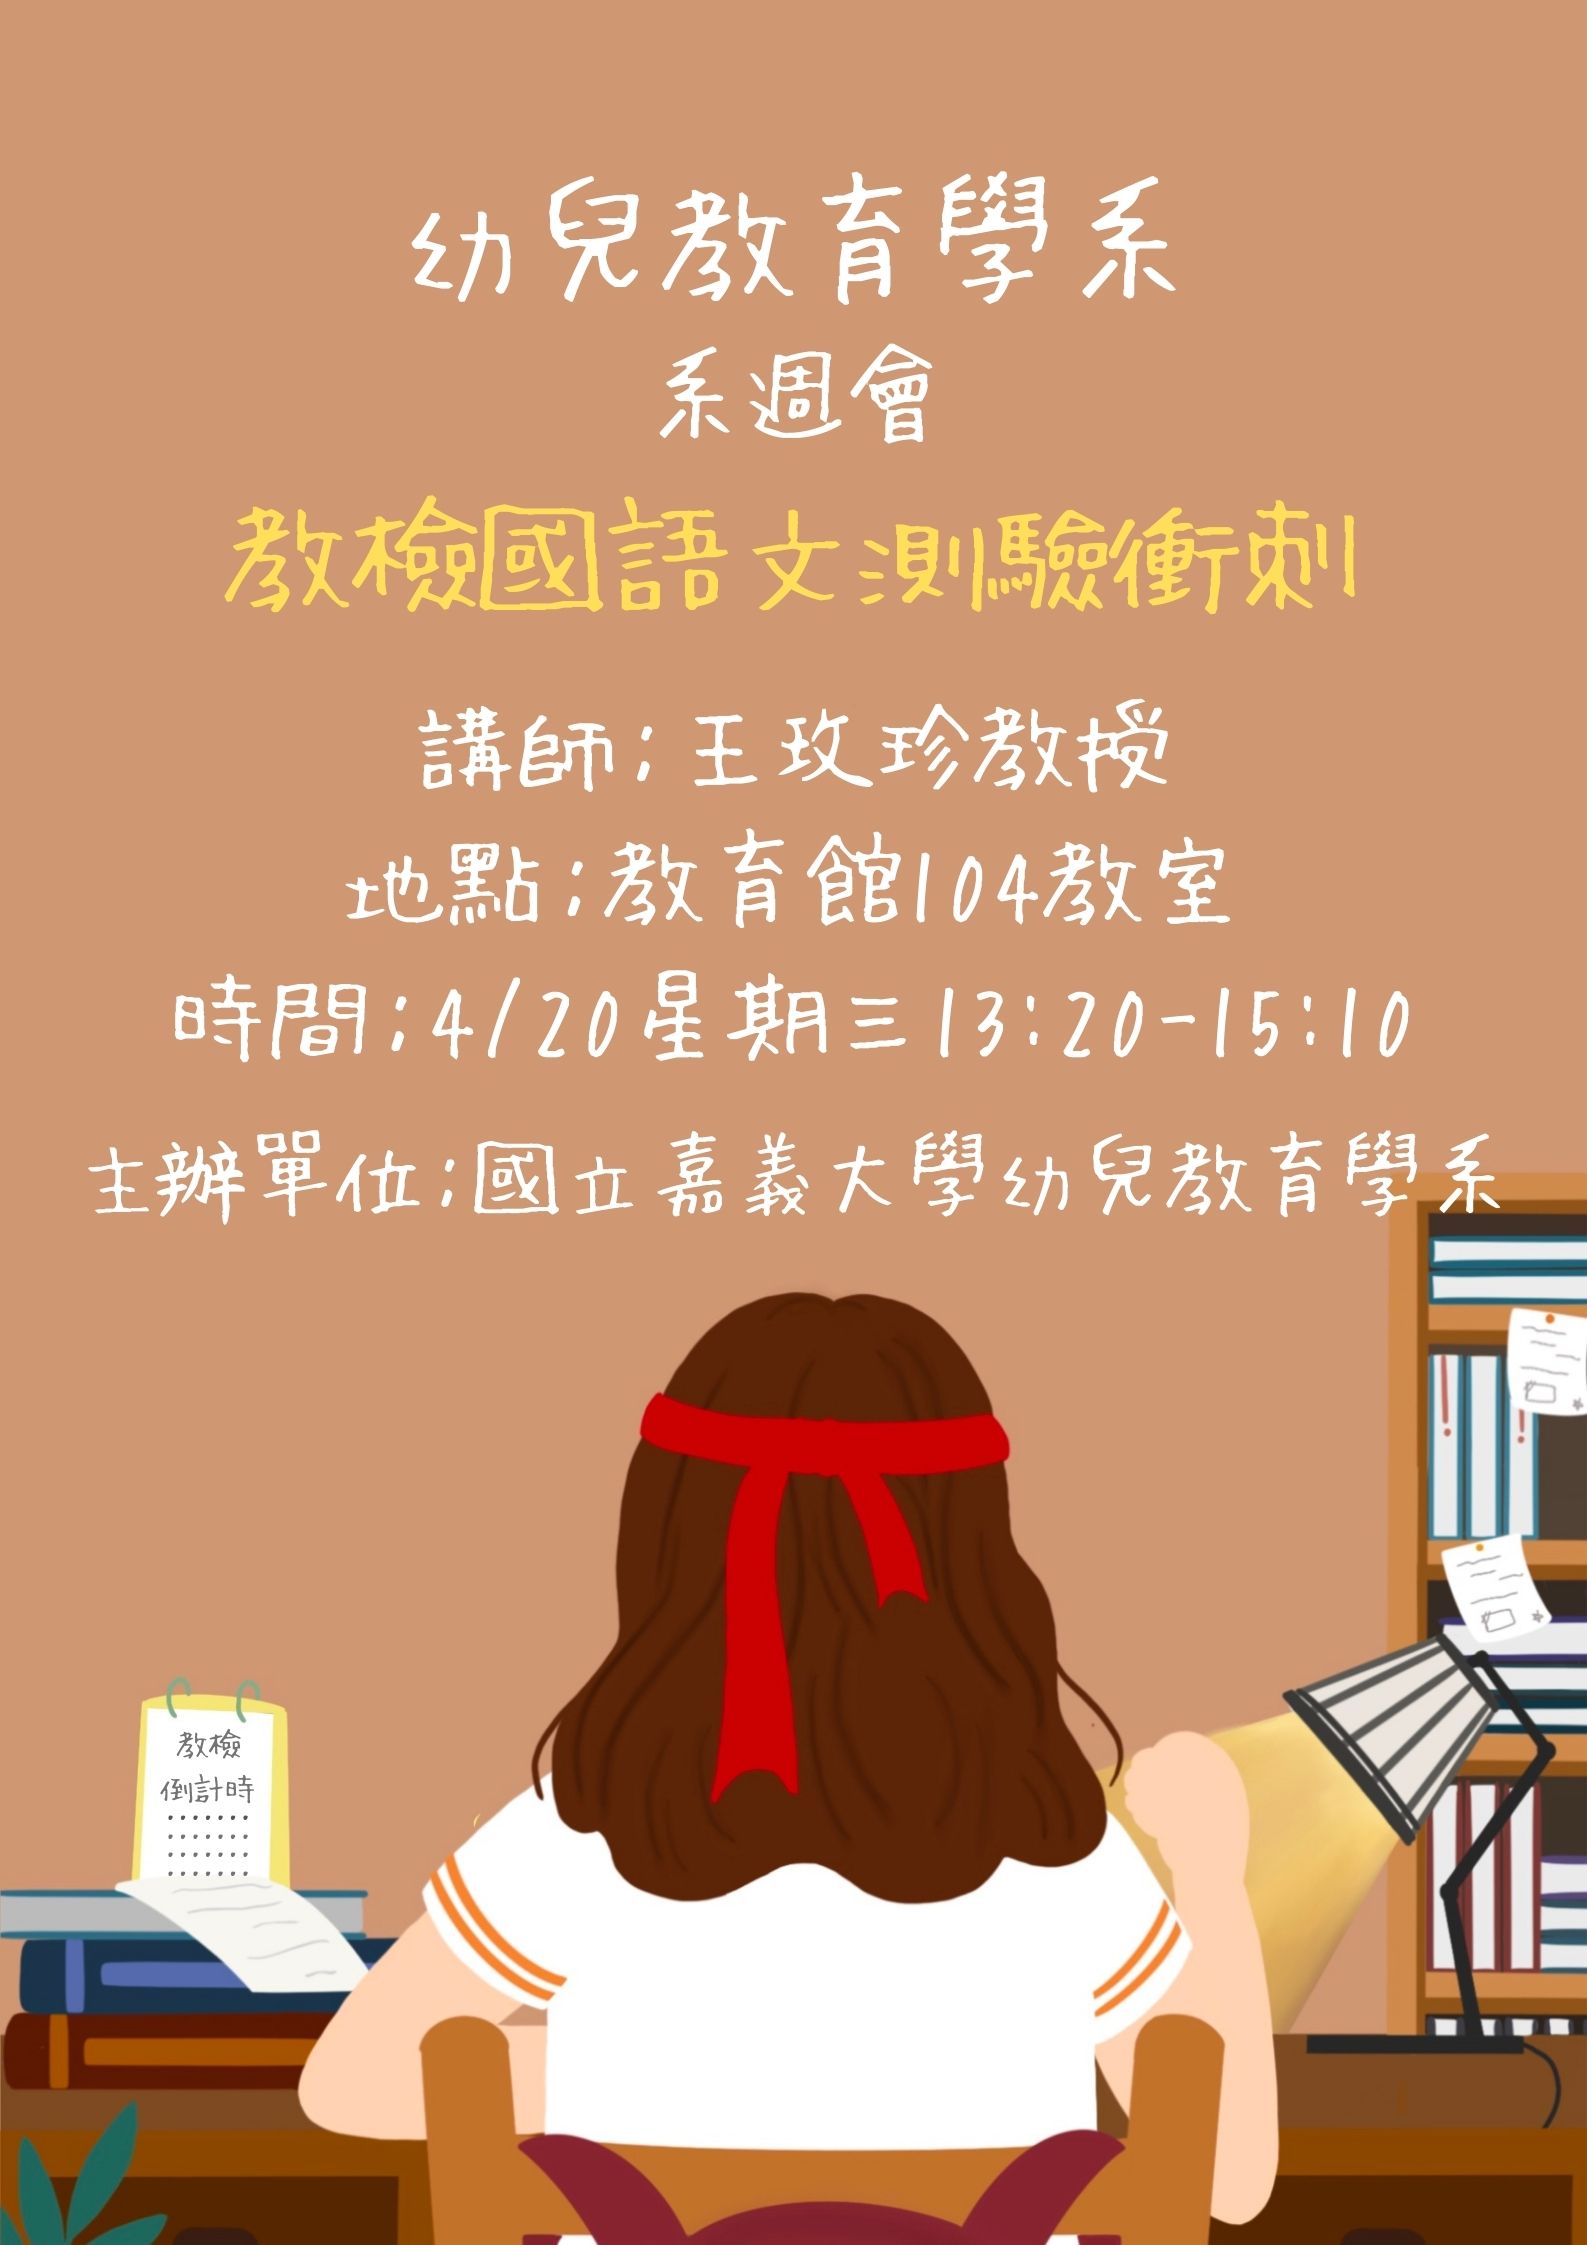 幼兒教育學系
系週會
教檢國語文測驗衝刺
講師;王玫珍教授
地點;教育館104教室
時間;4/20星期三13:20-15:10
主辦單位;國立嘉義大學幼兒教育學系
教檢
倒計時